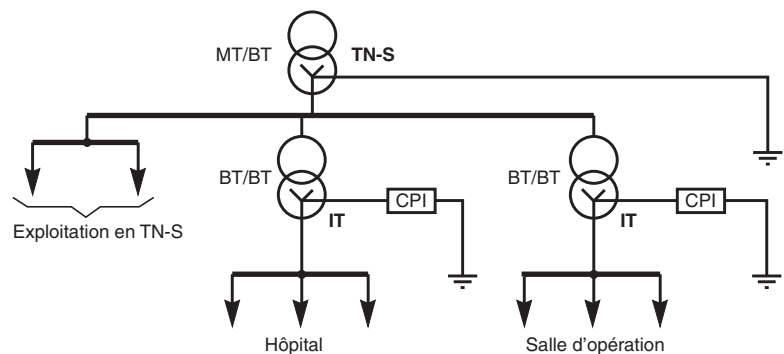 MT/BT
TN-S
BT/BT
CPI
IT
BT/BT
CPI
IT
Exploitation en TN-S
Hôpital
Salle d'opération